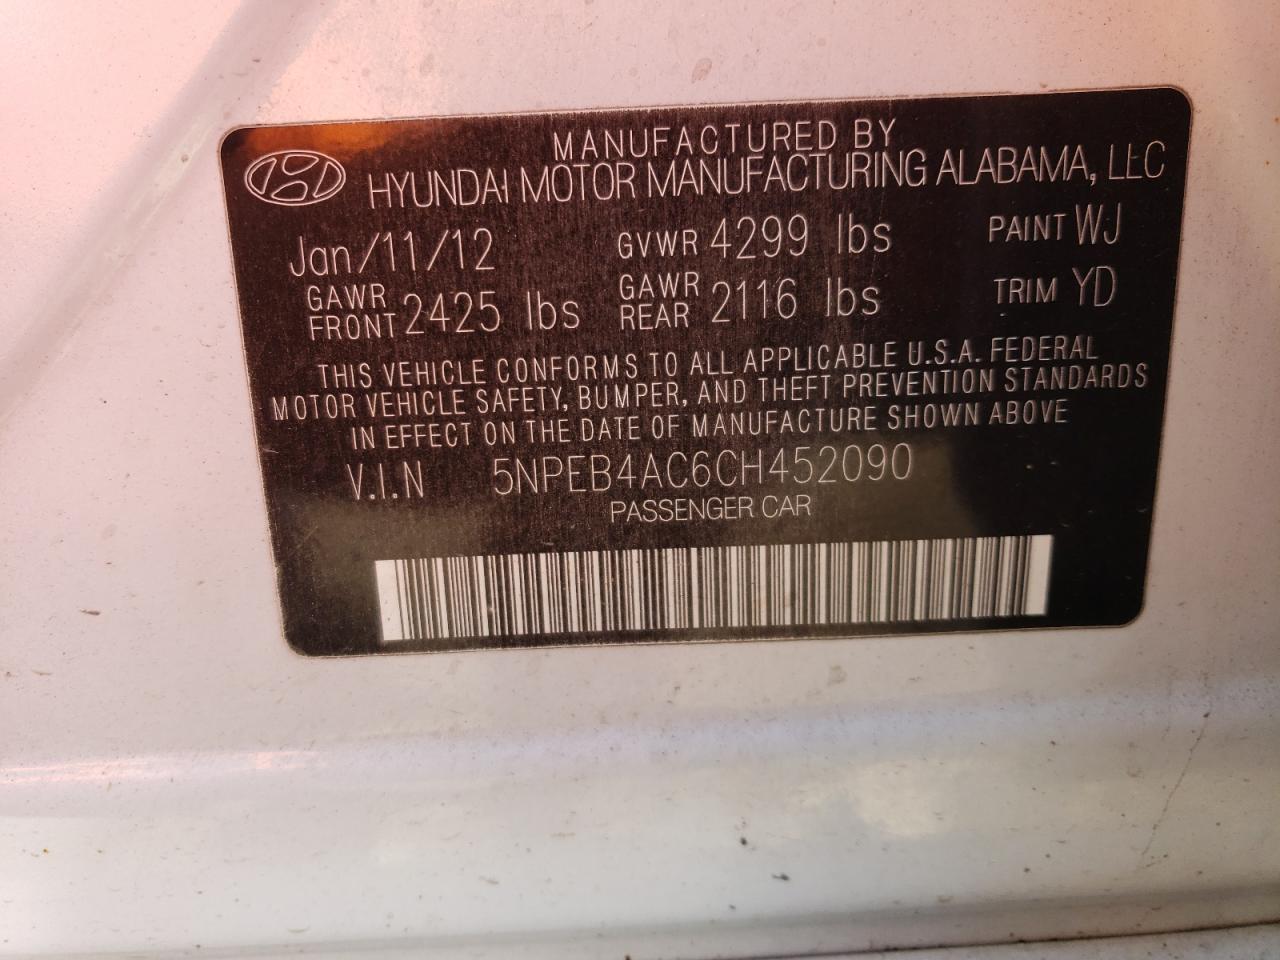 MANUFACTURED BY
HYUNDAI MOTOR MANUFACTURING ALABAMA, LLC
Jan/11/12 GVWR 4299 lbs PAINT WJ
GAWR FRONT 2425 lbs GAWR REAR 2116 lbs TRIM YD
THIS VEHICLE CONFORMS TO ALL APPLICABLE U.S.A. FEDERAL
MOTOR VEHICLE SAFETY, BUMPER, AND THEFT PREVENTION STANDARDS
IN EFFECT ON THE DATE OF MANUFACTURE SHOWN ABOVE
V.I.N 5NPEB4AC6CH452090
PASSENGER CAR